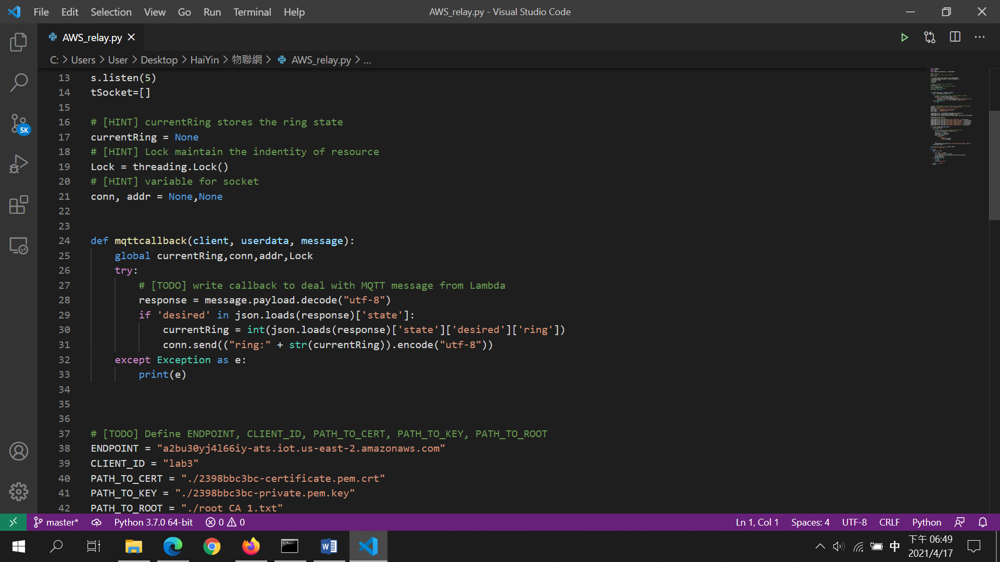 File Edit Selection View Go Run Terminal Help AWS_relay.py - Visual Studio Code
AWS_relay.py
C: > Users > User > Desktop > HaiYin > 物聯網 > AWS_relay.py > ...
13 s.listen(5)
14 tSocket=[]
15
16 # [HINT] currentRing stores the ring state
17 currentRing = None
18 # [HINT] Lock maintain the indentity of resource
19 Lock = threading.Lock()
20 # [HINT] variable for socket
21 conn, addr = None,None
22
23
24 def mqttcallback(client, userdata, message):
25     global currentRing,conn,addr,Lock
26     try:
27         # [TODO] write callback to deal with MQTT message from Lambda
28         response = message.payload.decode("utf-8")
29         if 'desired' in json.loads(response)['state']:
30             currentRing = int(json.loads(response)['state']['desired']['ring'])
31             conn.send(("ring:" + str(currentRing)).encode("utf-8"))
32     except Exception as e:
33         print(e)
34
35
36
37 # [TODO] Define ENDPOINT, CLIENT_ID, PATH_TO_CERT, PATH_TO_KEY, PATH_TO_ROOT
38 ENDPOINT = "a2bu30yj4l66iy-ats.iot.us-east-2.amazonaws.com"
39 CLIENT_ID = "lab3"
40 PATH_TO_CERT = "./2398bbc3bc-certificate.pem.crt"
41 PATH_TO_KEY = "./2398bbc3bc-private.pem.key"
42 PATH_TO_ROOT = "./root_CA_1.txt"
5K
master* Python 3.7.0 64-bit 0 0 Ln 1, Col 1 Spaces: 4 UTF-8 CRLF Python
中 下午 06:49
2021/4/17